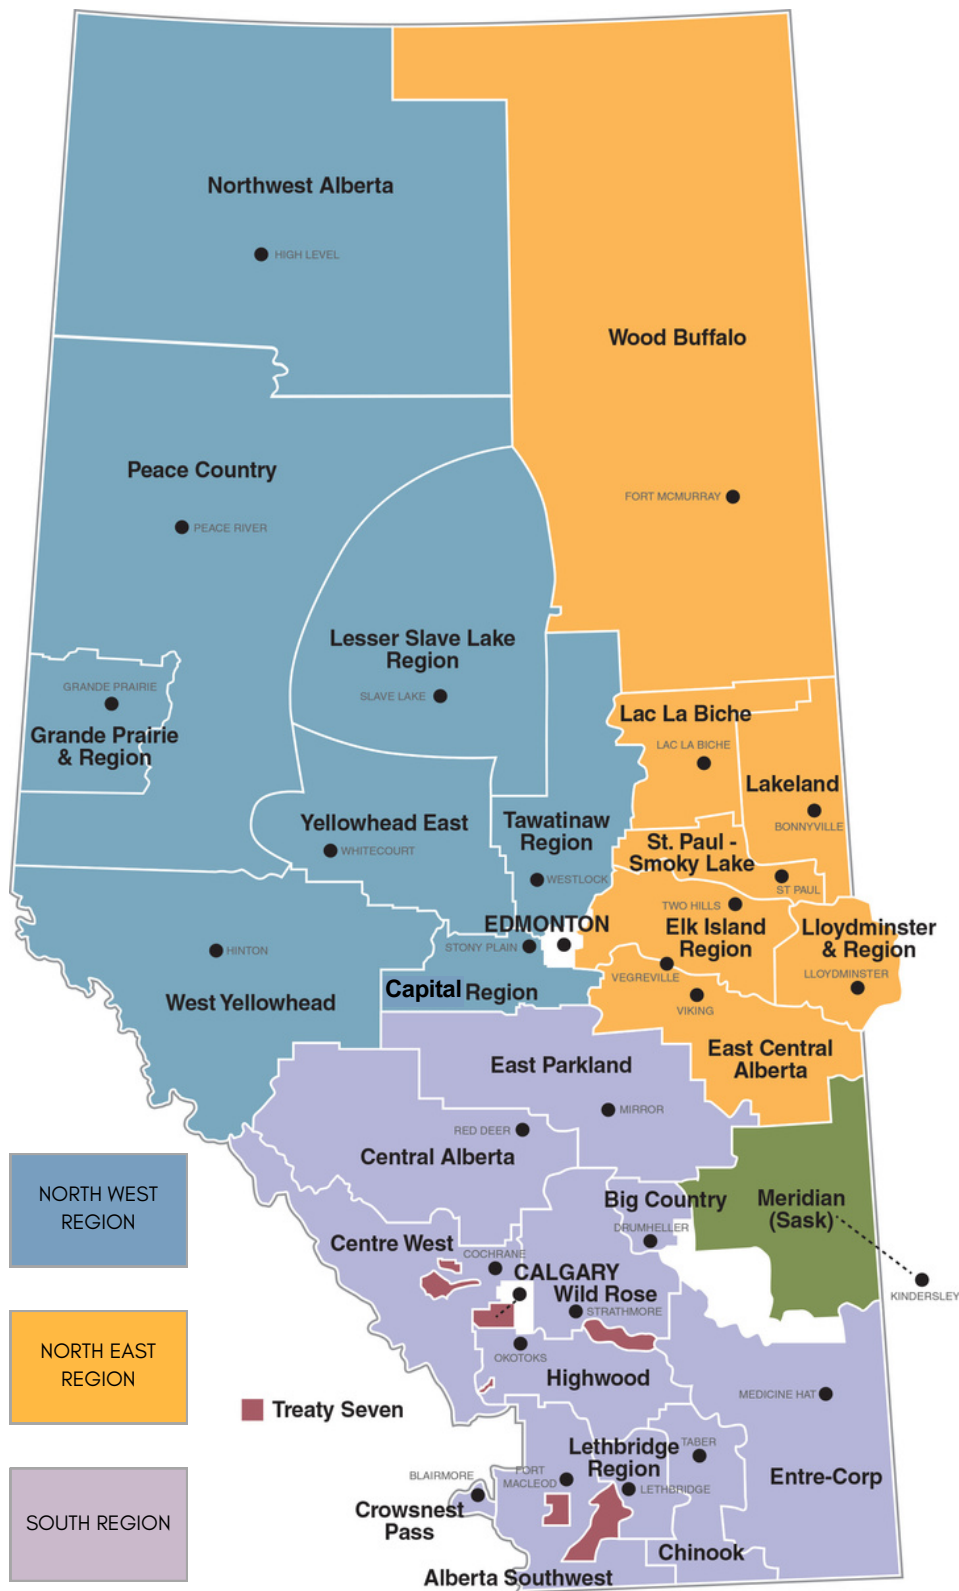 Northwest Alberta
HIGH LEVEL
Wood Buffalo
Peace Country
FORT MCMURRAY
PEACE RIVER
Lesser Slave Lake
Region
SLAVE LAKE
GRANDE PRAIRIE
Grande Prairie
& Region
Lac La Biche
LAC LA BICHE
Lakeland
BONNYVILLE
Yellowhead East
WHITECOURT
Tawatinaw
Region
WESTLOCK
St. Paul -
Smoky Lake
ST PAUL
TWO HILLS
Elk Island
Region
VEGREVILLE
Lloydminster
& Region
LLOYDMINSTER
EDMONTON
STONY PLAIN
HINTON
West Yellowhead
Capital Region
VIKING
East Central
Alberta
East Parkland
MIRROR
RED DEER
Central Alberta
NORTH WEST
REGION
Big Country
DRUMHELLER
Meridian
(Sask)
KINDERSLEY
Centre West
COCHRANE
CALGARY
Wild Rose
STRATHMORE
OKOTOKS
Highwood
NORTH EAST
REGION
Treaty Seven
MEDICINE HAT
Lethbridge
Region
LETHBRIDGE
TABER
FORT
MACLEOD
BLAIRMORE
Crowsnest
Pass
Entre-Corp
SOUTH REGION
Chinook
Alberta Southwest